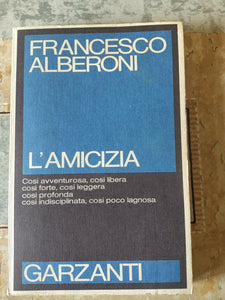 FRANCESCO
ALBERONI
L'AMICIZIA
Così avventurosa, così libera
così forte, così leggera
così profonda
così indisciplinata, così poco lagnosa
GARZANTI